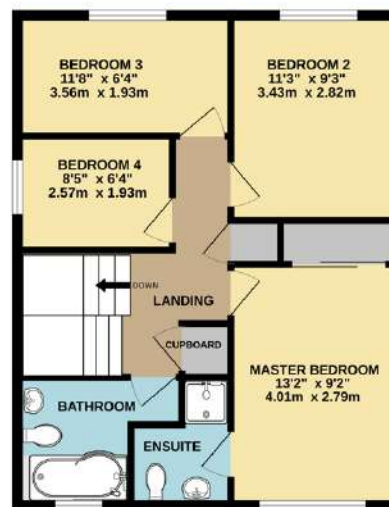 BEDROOM 3
11'8" x 6'4"
3.56m x 1.93m
BEDROOM 2
11'3" x 9'3"
3.43m x 2.82m
BEDROOM 4
8'5" x 6'4"
2.57m x 1.93m
DOWN
LANDING
CUPBOARD
MASTER BEDROOM
13'2" x 9'2"
4.01m x 2.79m
BATHROOM
ENSUITE